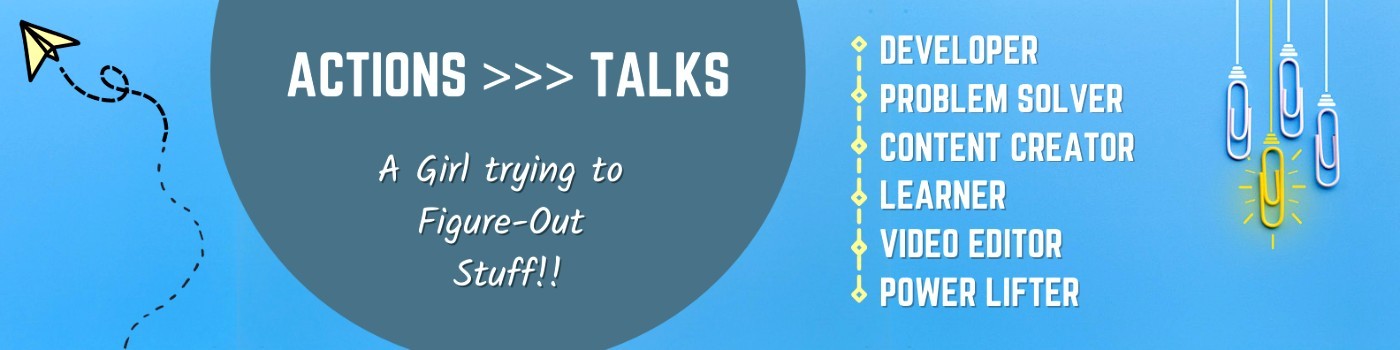 ACTIONS >>> TALKS
A Girl trying to
Figure-Out
Stuff!!
DEVELOPER
PROBLEM SOLVER
CONTENT CREATOR
LEARNER
VIDEO EDITOR
POWER LIFTER